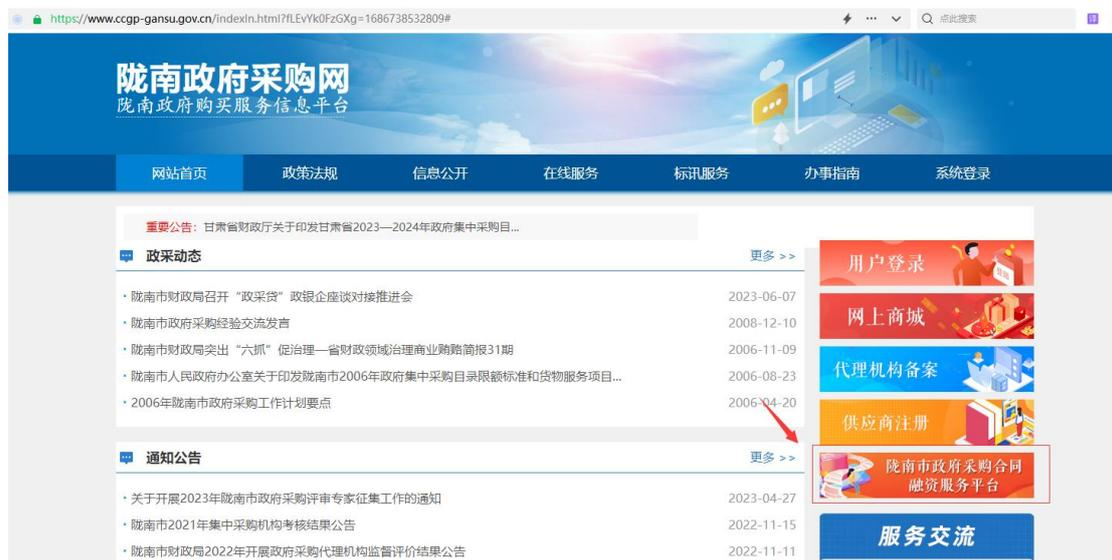 https://www.ccgp-gansu.gov.cn/indexln.html?fLEvYk0FzGXg=1686738532809#
点此搜索
译
陇南政府采购网
陇南政府购买服务信息平台
网站首页 政策法规 信息公开 在线服务 标讯服务 办事指南 系统登录
重要公告：甘肃省财政厅关于印发甘肃省2023—2024年政府集中采购目...
政采动态 更多 >>
陇南市财政局召开“政采贷”政银企座谈对接推进会 2023-06-07
陇南市政府采购经验交流发言 2008-12-10
陇南市财政局突出“六抓”促治理—省财政领域治理商业贿赂简报31期 2006-11-09
陇南市人民政府办公室关于印发陇南市2006年政府集中采购目录限额标准和货物服务项目... 2006-08-23
2006年陇南市政府采购工作计划要点 2006-04-20
通知公告 更多 >>
关于开展2023年陇南市政府采购评审专家征集工作的通知 2023-04-27
陇南市2021年集中采购机构考核结果公告 2022-11-15
陇南市财政局2022年开展政府采购代理机构监督评价结果公告 2022-11-11
用户登录
网上商城
代理机构备案
供应商注册
陇南市政府采购合同
融资服务平台
服务交流